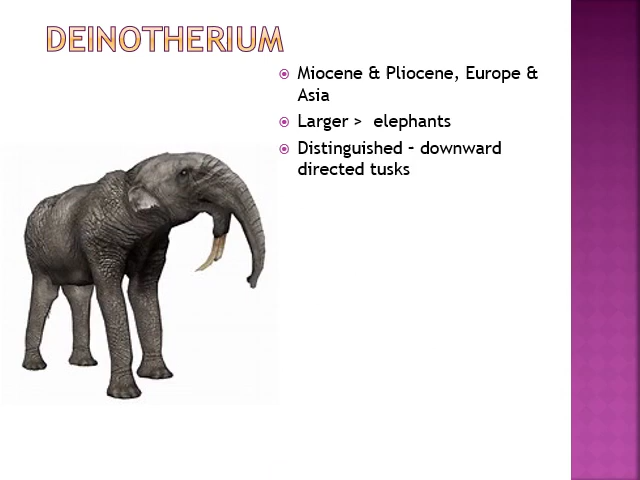 DEINOTHERIUM
Miocene & Pliocene, Europe &
Asia
Larger > elephants
Distinguished – downward
directed tusks